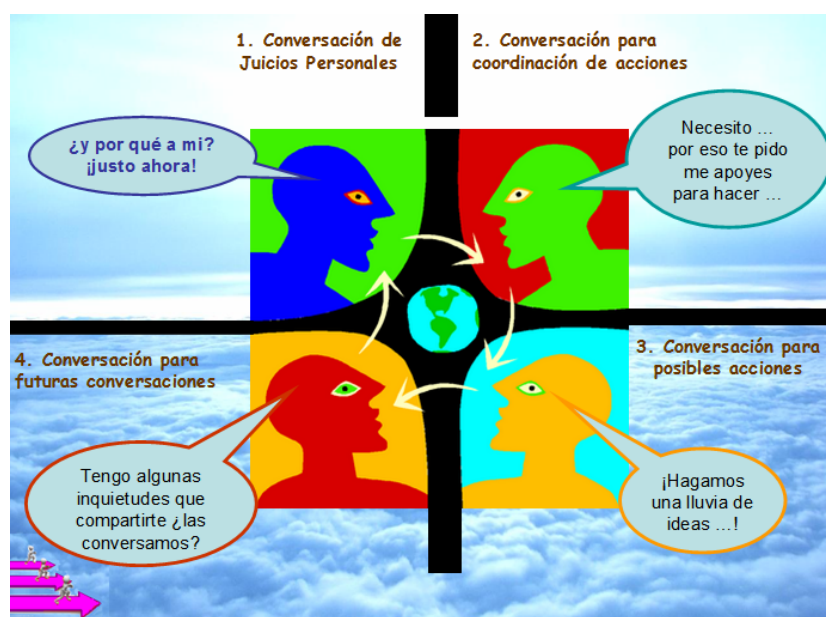 1. Conversación de
Juicios Personales
2. Conversación para
coordinación de acciones
¿y por qué a mi?
¡justo ahora!
Necesito ...
por eso te pido
me apoyes
para hacer ...
4. Conversación para
futuras conversaciones
3. Conversación para
posibles acciones
Tengo algunas
inquietudes que
compartirte ¿las
conversamos?
¡Hagamos
una lluvia de
ideas ...!